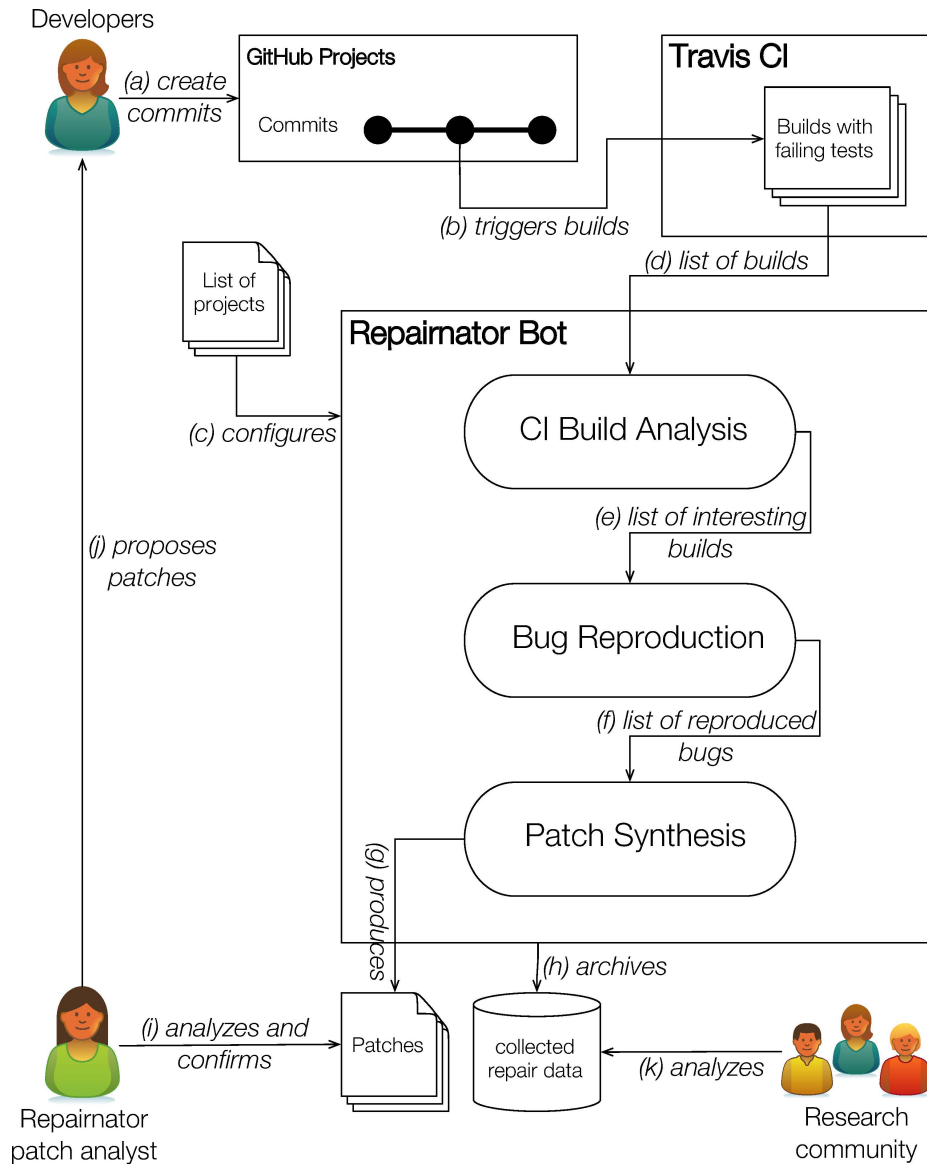 Developers
(a) create
commits
GitHub Projects
Commits
Travis CI
Builds with
failing tests
(b) triggers builds
(d) list of builds
List of
projects
(c) configures
Repairnator Bot
CI Build Analysis
(e) list of interesting
builds
Bug Reproduction
(f) list of reproduced
bugs
Patch Synthesis
(g) produces
(h) archives
(j) proposes
patches
(i) analyzes and
confirms
Patches
collected
repair data
(k) analyzes
Repairnator
patch analyst
Research
community